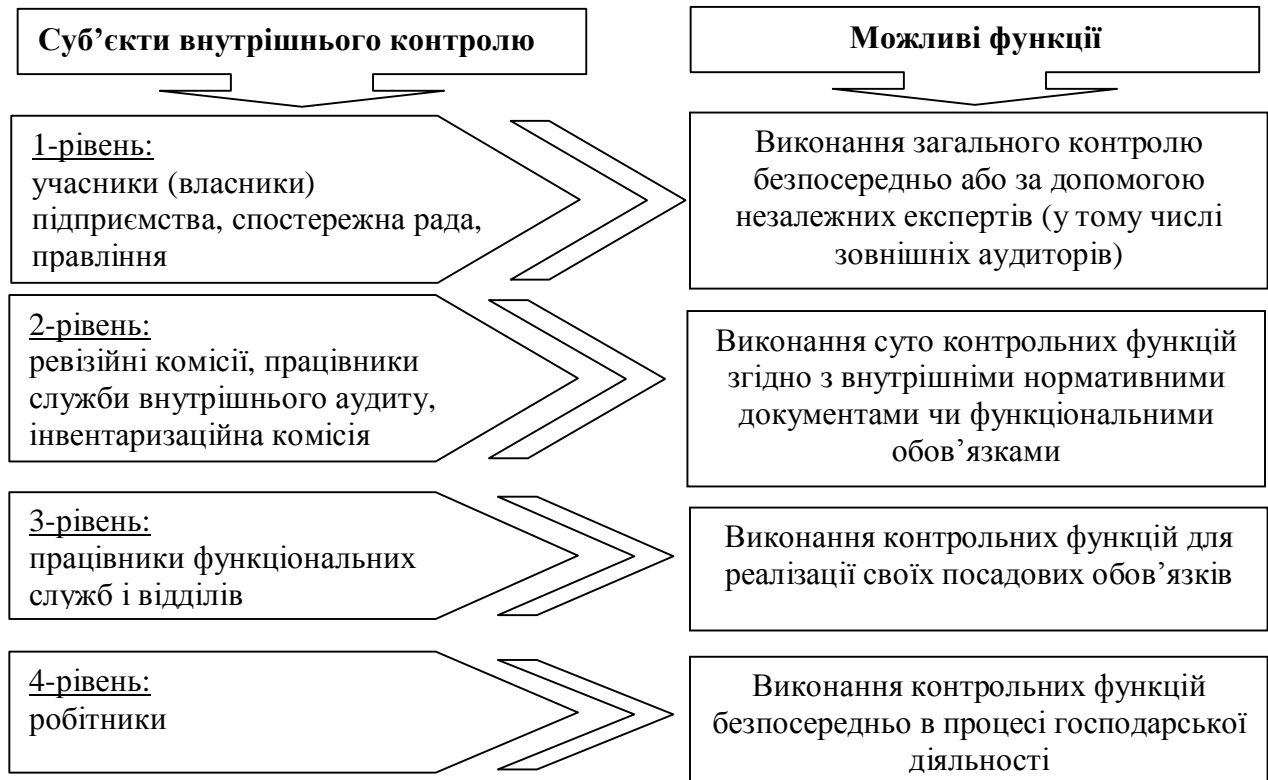 Суб’єкти внутрішнього контролю
Можливі функції
1-рівень:
учасники (власники)
підприємства, спостережна рада,
правління
Виконання загального контролю
безпосередньо або за допомогою
незалежних експертів (у тому числі
зовнішніх аудиторів)
2-рівень:
ревізійні комісії, працівники
служби внутрішнього аудиту,
інвентаризаційна комісія
Виконання суто контрольних функцій
згідно з внутрішніми нормативними
документами чи функціональними
обов’язками
3-рівень:
працівники функціональних
служб і відділів
Виконання контрольних функцій для
реалізації своїх посадових обов’язків
4-рівень:
робітники
Виконання контрольних функцій
безпосередньо в процесі господарської
діяльності